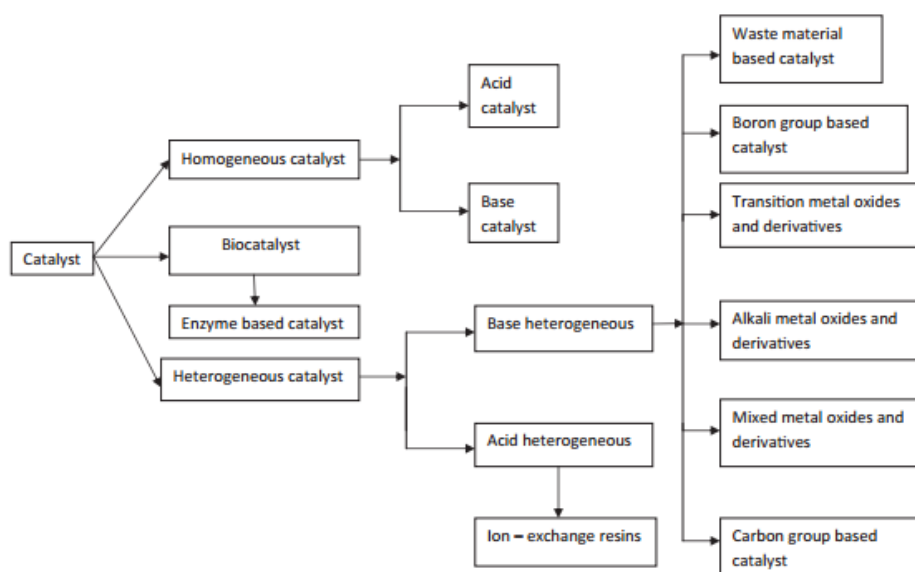 Catalyst
Homogeneous catalyst
Acid
catalyst
Base
catalyst
Biocatalyst
Enzyme based catalyst
Heterogeneous catalyst
Base heterogeneous
Acid heterogeneous
Ion – exchange resins
Waste material
based catalyst
Boron group based
catalyst
Transition metal oxides
and derivatives
Alkali metal oxides and
derivatives
Mixed metal oxides and
derivatives
Carbon group based
catalyst